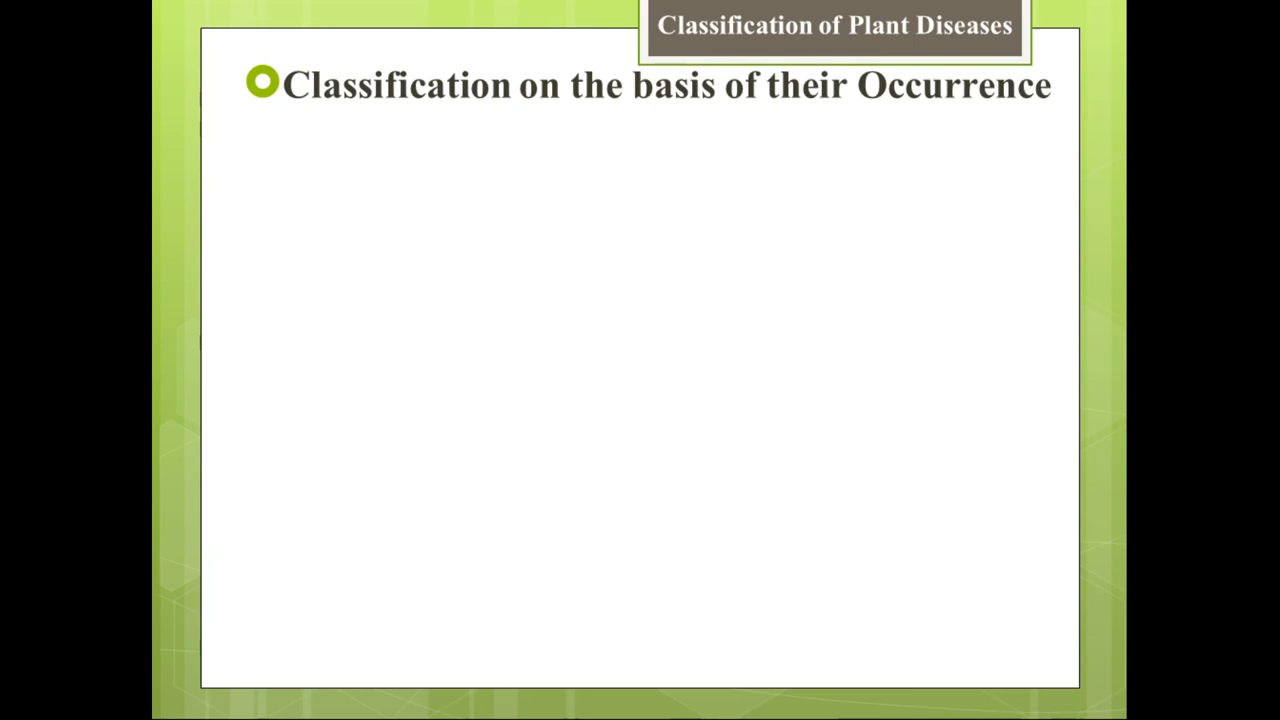 Classification of Plant Diseases
Classification on the basis of their Occurrence